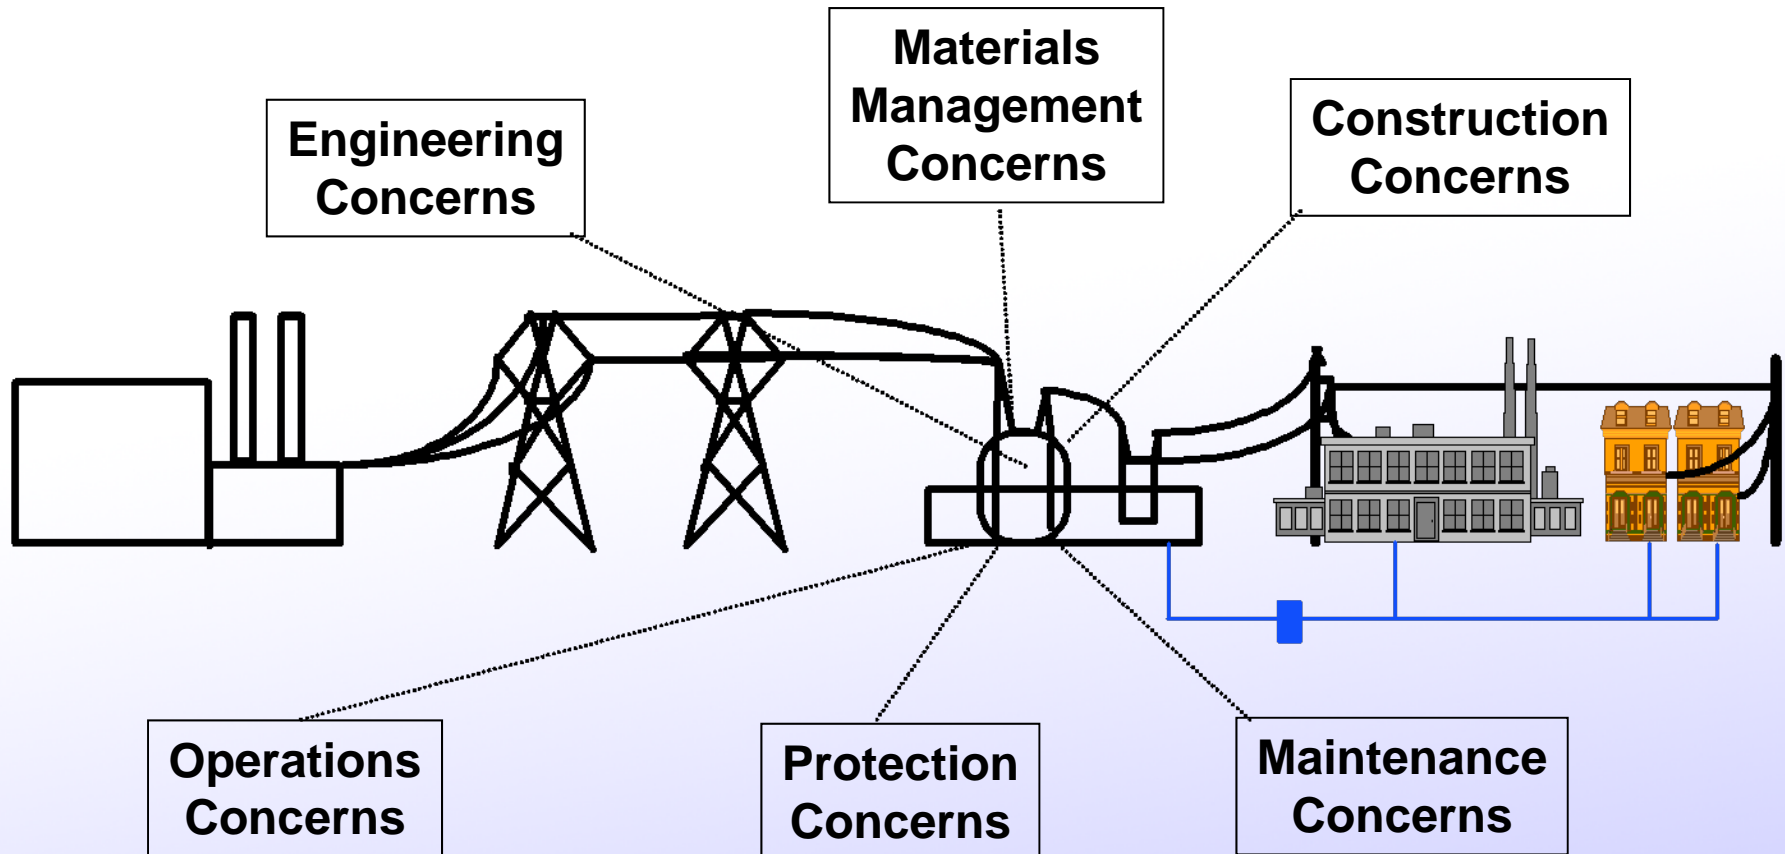 Engineering
Concerns
Materials
Management
Concerns
Construction
Concerns
Operations
Concerns
Protection
Concerns
Maintenance
Concerns